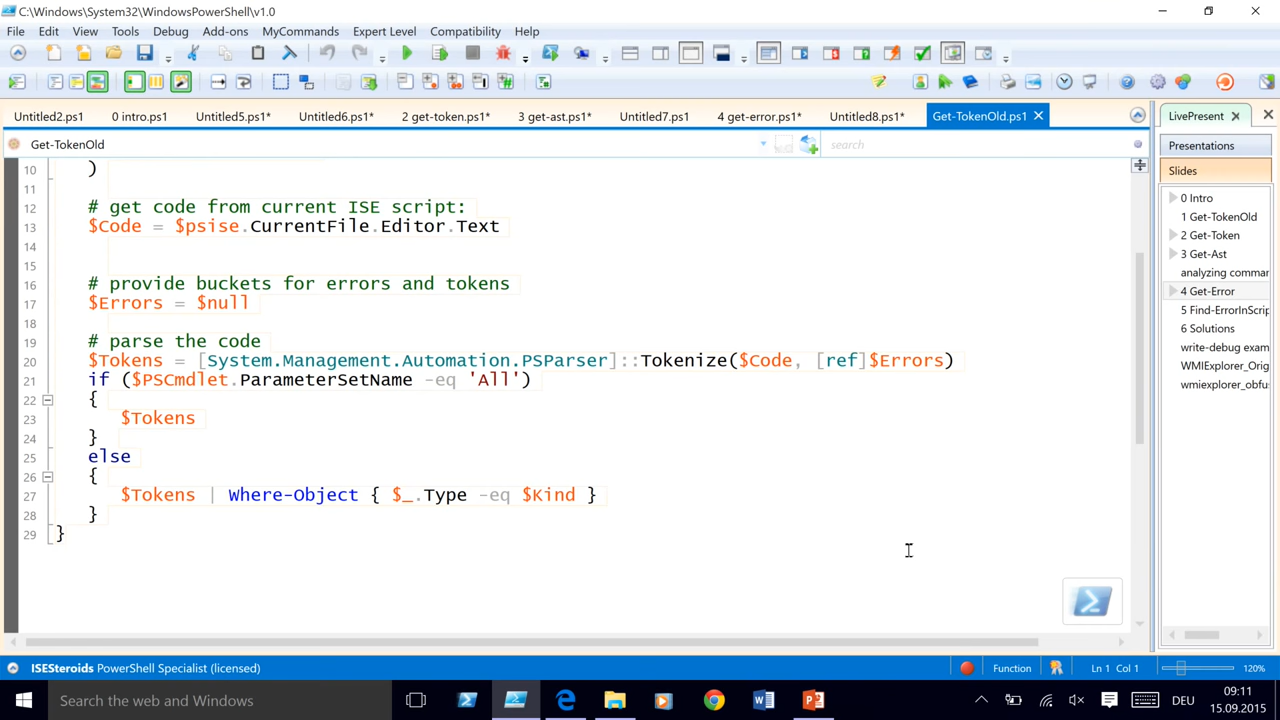 C:\Windows\System32\WindowsPowerShell\v1.0
File Edit View Tools Debug Add-ons MyCommands Expert Level Compatibility Help
Untitled2.ps1 0 intro.ps1 Untitled5.ps1* Untitled6.ps1* 2 get-token.ps1* 3 get-ast.ps1* Untitled7.ps1 4 get-error.ps1* Untitled8.ps1* Get-TokenOld.ps1
LivePresent
Get-TokenOld search
Presentations
Slides
0 Intro
1 Get-TokenOld
2 Get-Token
3 Get-Ast
analyzing comma
4 Get-Error
5 Find-ErrorInScrip
6 Solutions
write-debug exam
WMIExplorer_Orig
wmiexplorer_obfu
10 )
11
12 # get code from current ISE script:
13 $Code = $psise.CurrentFile.Editor.Text
14
15
16 # provide buckets for errors and tokens
17 $Errors = $null
18
19 # parse the code
20 $Tokens = [System.Management.Automation.PSParser]::Tokenize($Code, [ref]$Errors)
21 if ($PSCmdlet.ParameterSetName -eq 'All')
22 {
23 $Tokens
24 }
25 else
26 {
27 $Tokens | Where-Object { $_.Type -eq $Kind }
28 }
29 }
ISESteroids PowerShell Specialist (licensed) Function Ln 1 Col 1 120%
Search the web and Windows
DEU
09:11
15.09.2015